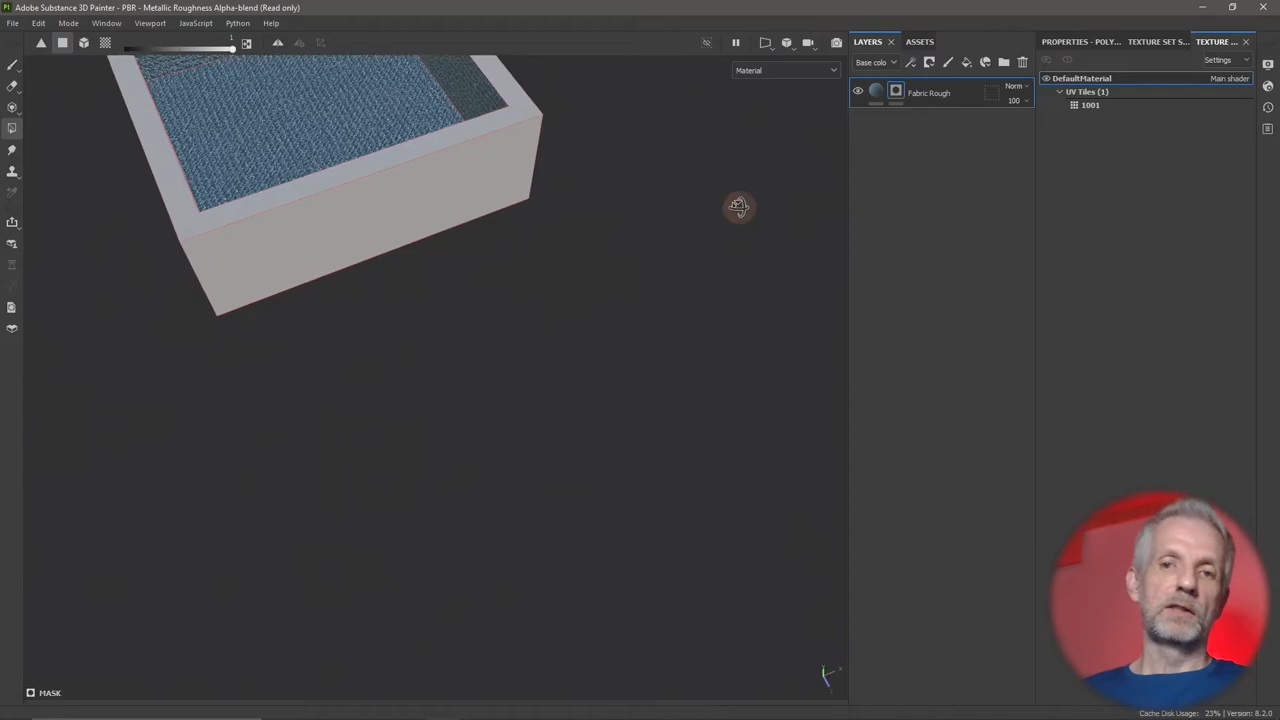 Pt Adobe Substance 3D Painter - PBR - Metallic Roughness Alpha-blend (Read only)
File Edit Mode Window Viewport JavaScript Python Help
1
Material
LAYERS ASSETS
Base colo
Fabric Rough
Norm
100
PROPERTIES - POLY... TEXTURE SET S... TEXTURE ...
Settings
DefaultMaterial Main shader
UV Tiles (1)
1001
MASK
Cache Disk Usage: 23% | Version: 8.2.0